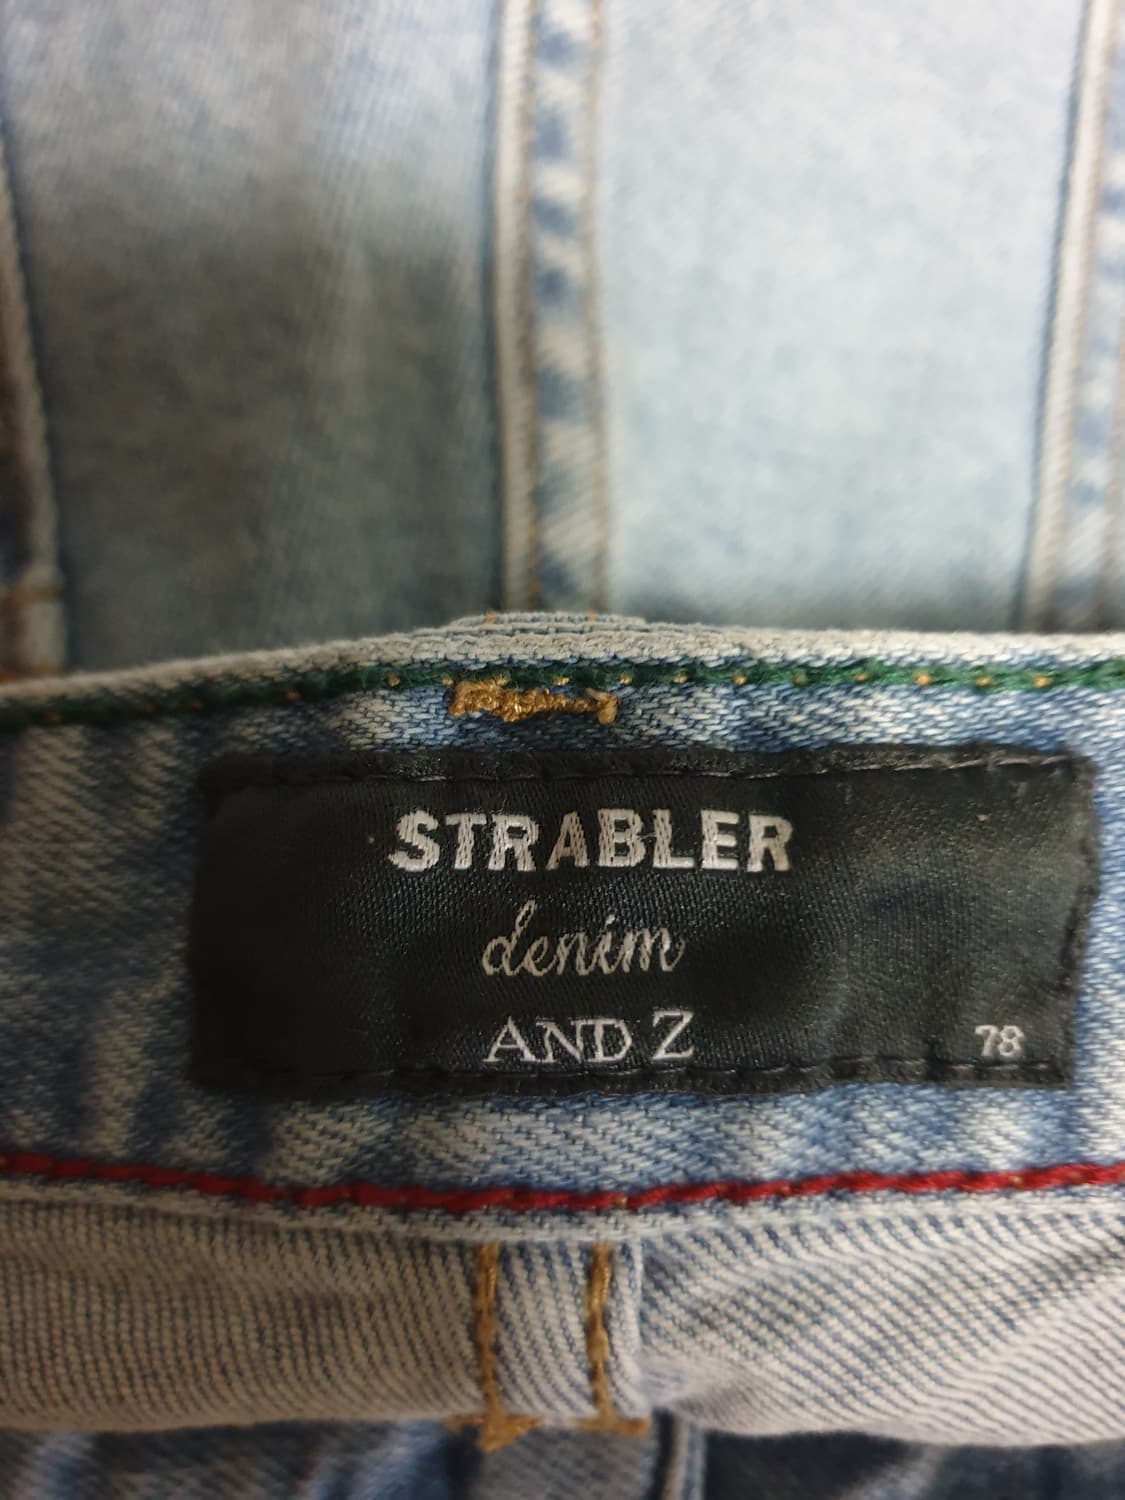 STRABLER
denim
AND Z
78